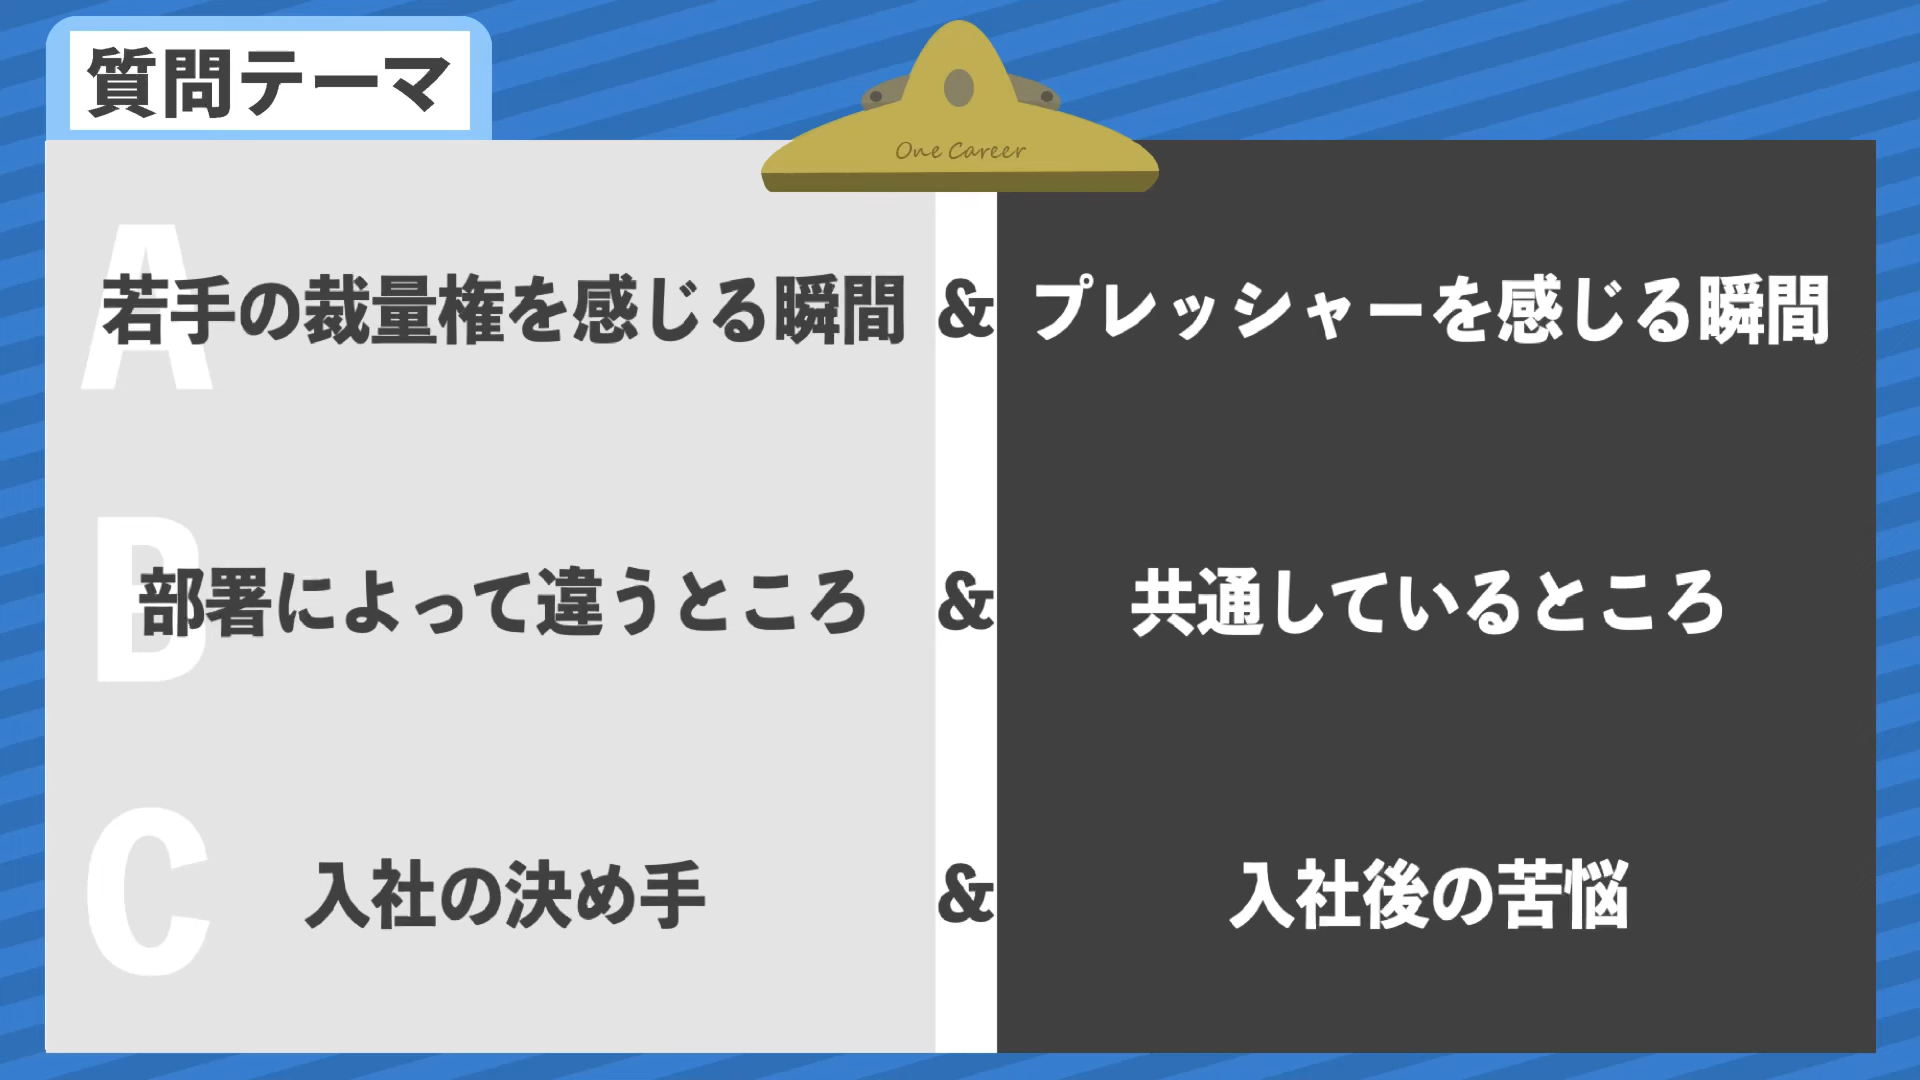 質問テーマ
One Career
A
若手の裁量権を感じる瞬間 & プレッシャーを感じる瞬間
B
部署によって違うところ & 共通しているところ
C
入社の決め手 & 入社後の苦悩